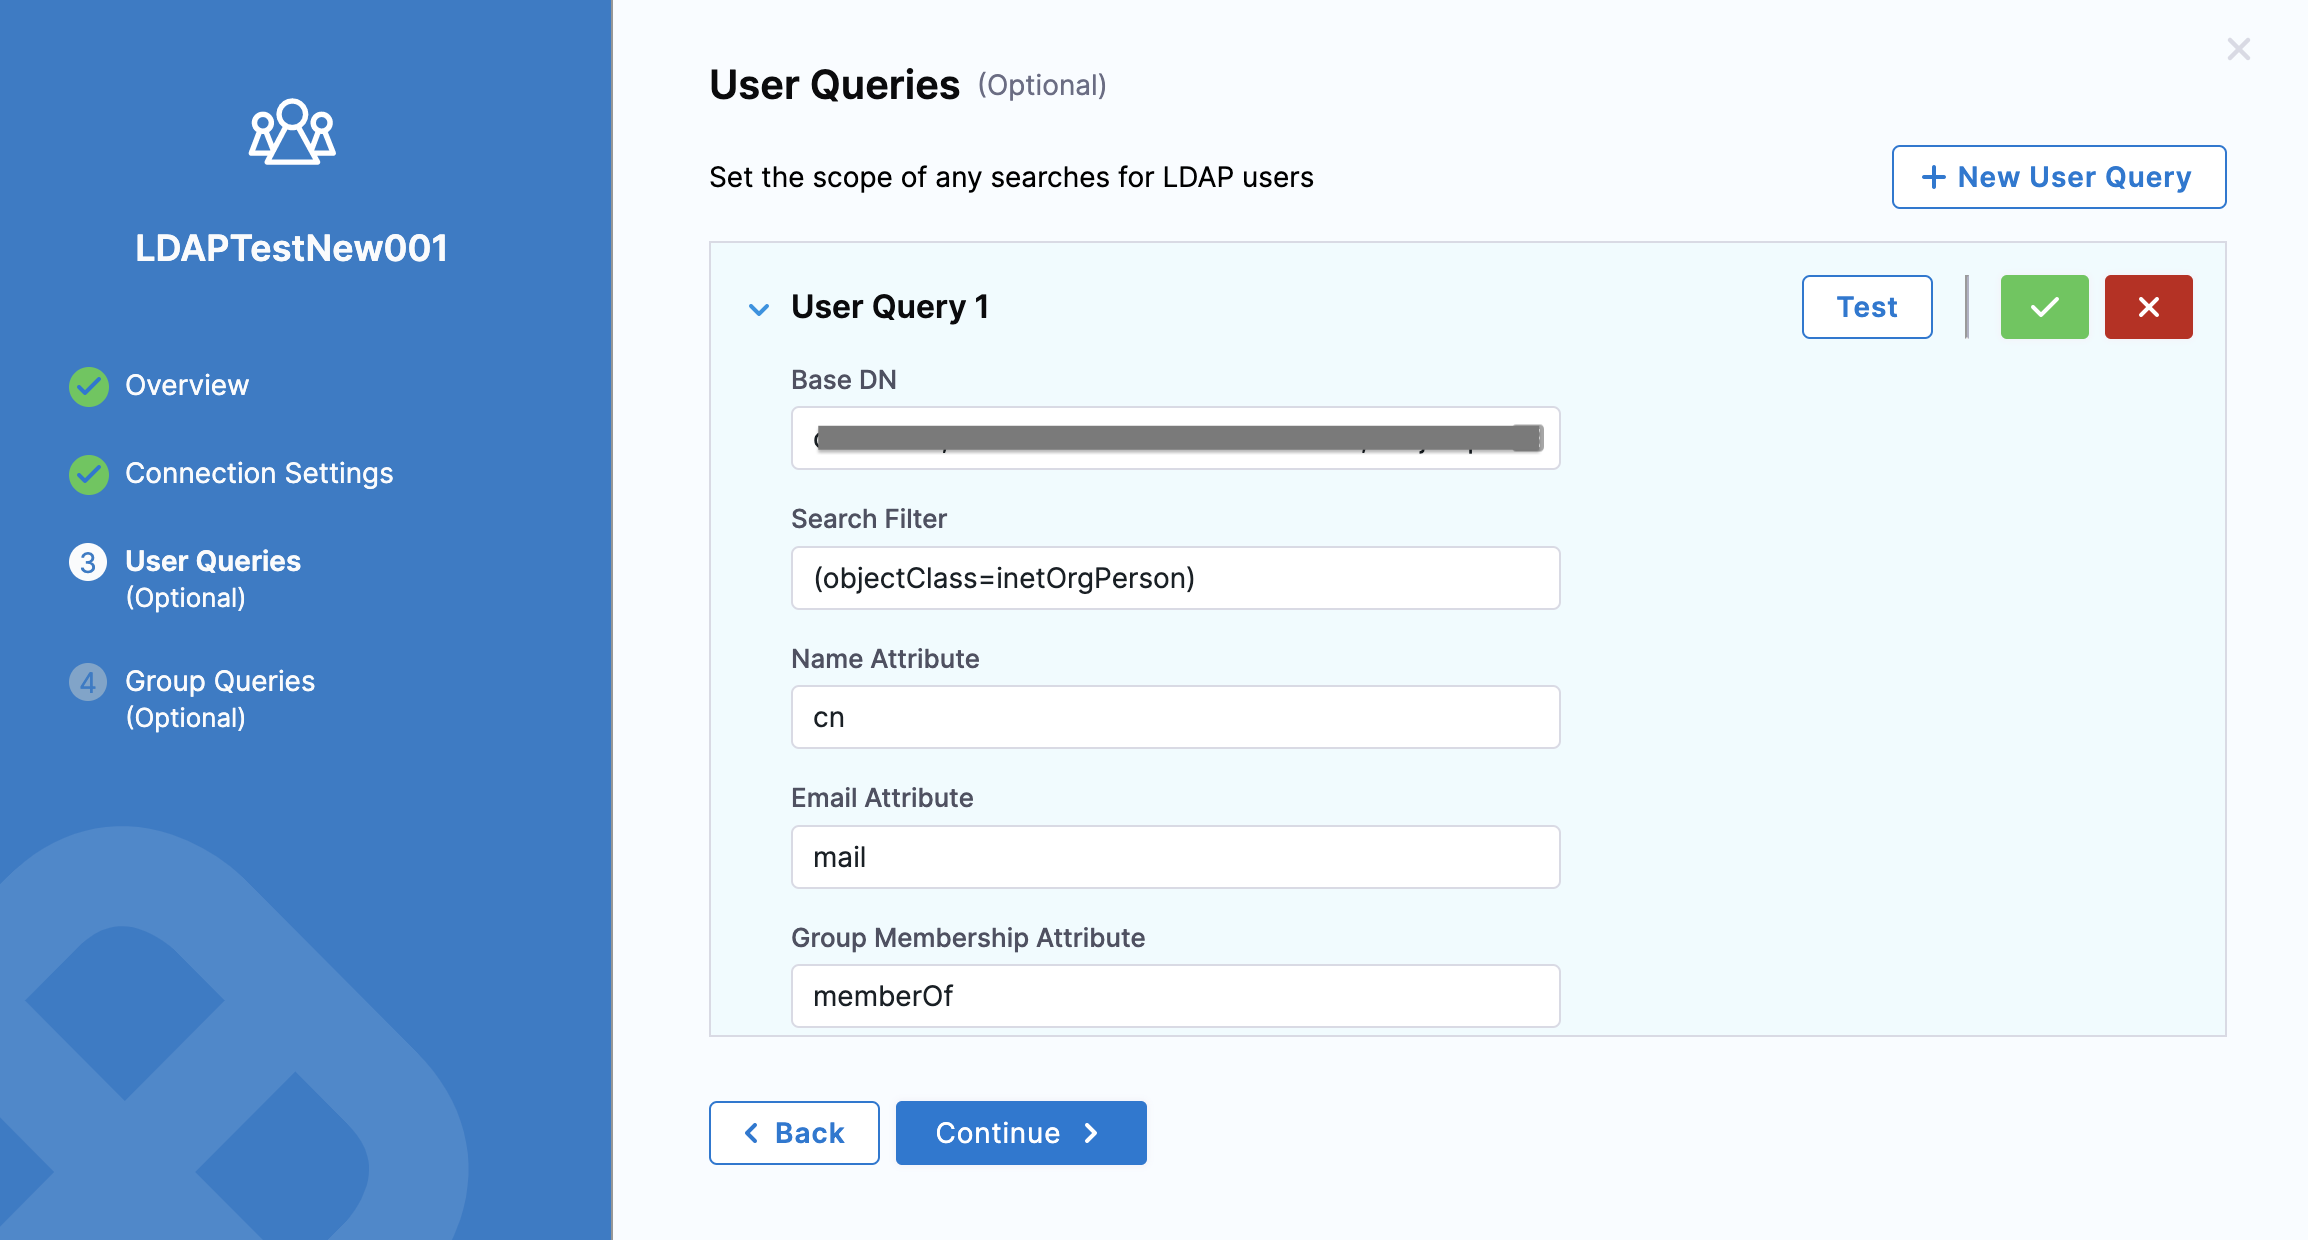 LDAPTestNew001
Overview
Connection Settings
3 User Queries
(Optional)
4 Group Queries
(Optional)
User Queries (Optional)
Set the scope of any searches for LDAP users
+ New User Query
User Query 1
Test
Base DN
Search Filter
(objectClass=inetOrgPerson)
Name Attribute
cn
Email Attribute
mail
Group Membership Attribute
memberOf
Back
Continue